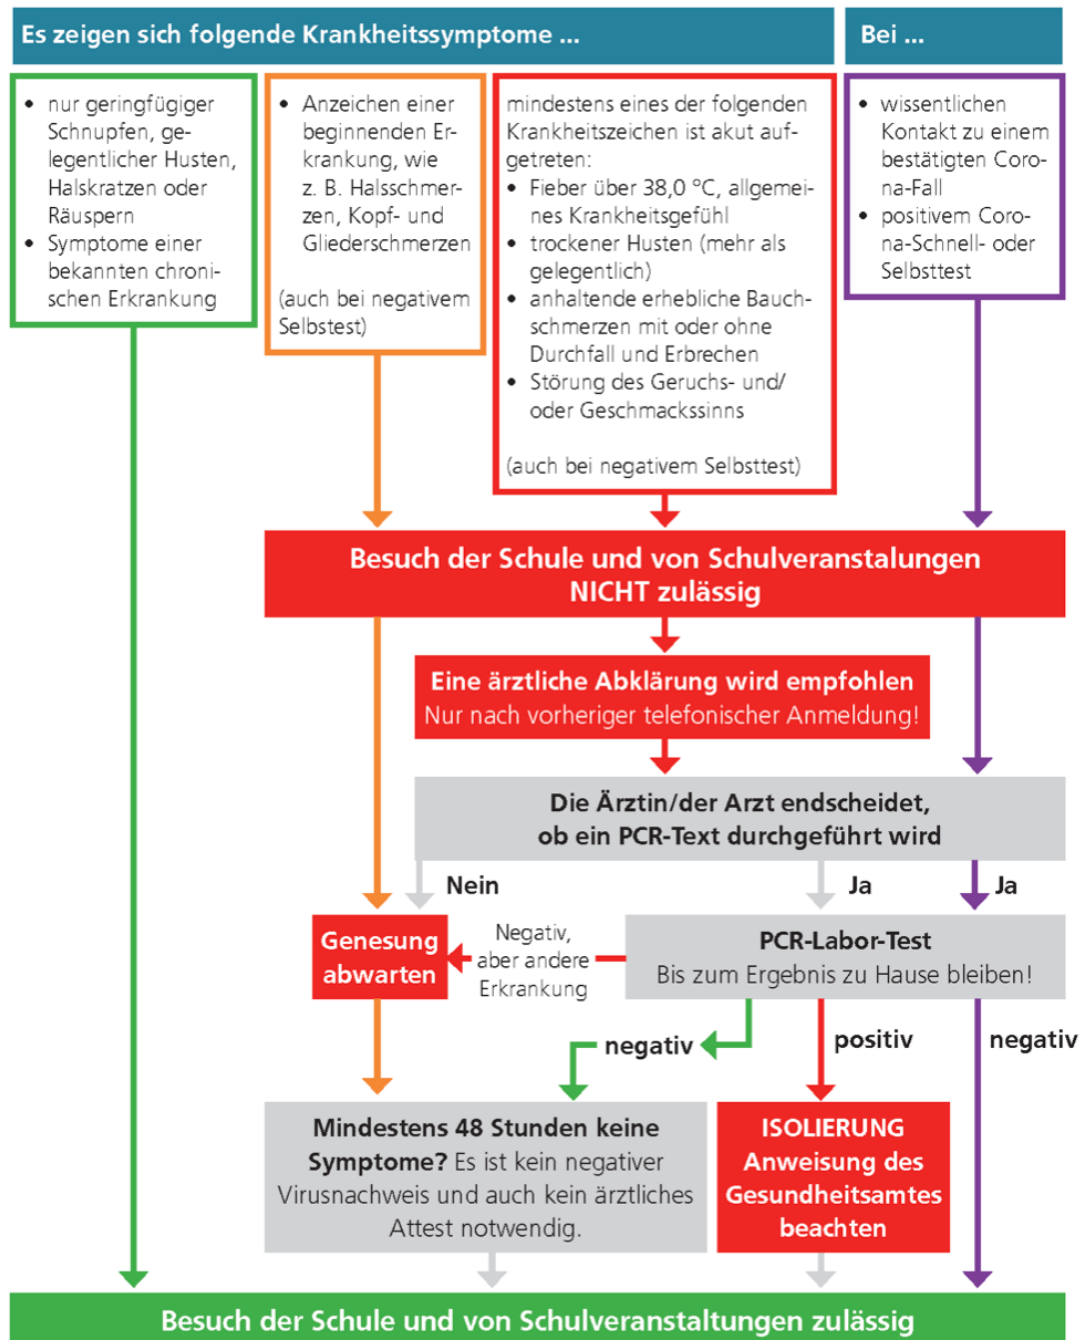 Es zeigen sich folgende Krankheitssymptome ...
Bei ...
• nur geringfügiger
Schnupfen, ge-
legentlicher Husten,
Halskratzen oder
Räuspern
• Symptome einer
bekannten chroni-
schen Erkrankung
• Anzeichen einer
beginnenden Er-
krankung, wie
z. B. Halsschmer-
zen, Kopf- und
Gliederschmerzen
(auch bei negativem
Selbstest)
mindestens eines der folgenden
Krankheitszeichen ist akut auf-
getreten:
• Fieber über 38,0 °C, allgemei-
nes Krankheitsgefühl
• trockener Husten (mehr als
gelegentlich)
• anhaltende erhebliche Bauch-
schmerzen mit oder ohne
Durchfall und Erbrechen
• Störung des Geruchs- und/
oder Geschmackssinns
(auch bei negativem Selbsttest)
• wissentlichen
Kontakt zu einem
bestätigten Coro-
na-Fall
• positivem Coro-
na-Schnell- oder
Selbsttest
Besuch der Schule und von Schulveranstalungen
NICHT zulässig
Eine ärztliche Abklärung wird empfohlen
Nur nach vorheriger telefonischer Anmeldung!
Die Ärztin/der Arzt endscheidet,
ob ein PCR-Text durchgeführt wird
Nein
Ja
Ja
Genesung
abwarten
Negativ,
aber andere
Erkrankung
PCR-Labor-Test
Bis zum Ergebnis zu Hause bleiben!
negativ
positiv
negativ
Mindestens 48 Stunden keine
Symptome? Es ist kein negativer
Virusnachweis und auch kein ärztliches
Attest notwendig.
ISOLIERUNG
Anweisung des
Gesundheitsamtes
beachten
Besuch der Schule und von Schulveranstaltungen zulässig